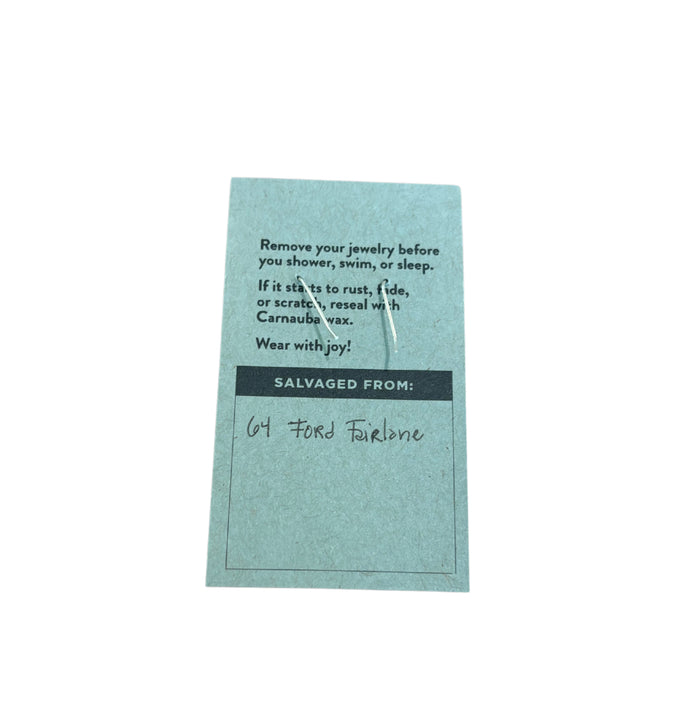 Remove your jewelry before
you shower, swim, or sleep.
If it starts to rust, fade,
or scratch, reseal with
Carnauba wax.
Wear with joy!
SALVAGED FROM:
64 Ford Fairlane